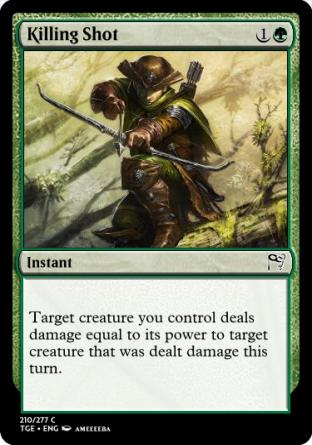 Killing Shot 1
Instant
Target creature you control deals
damage equal to its power to target
creature that was dealt damage this
turn.
210/277 C
TGE • ENG AMEEEBA